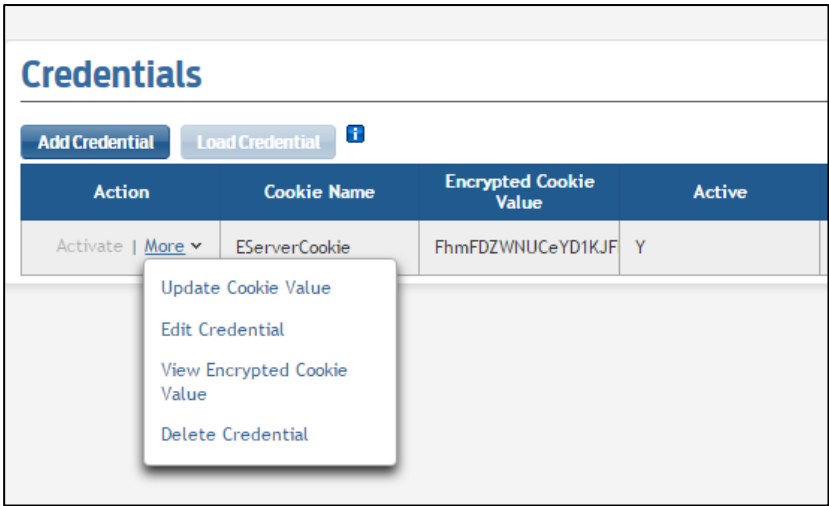 Credentials
Add Credential Load Credential i
Action Cookie Name Encrypted Cookie Value Active
Activate | More EServerCookie FhmFDZWNUCeYD1KJF Y
Update Cookie Value
Edit Credential
View Encrypted Cookie
Value
Delete Credential